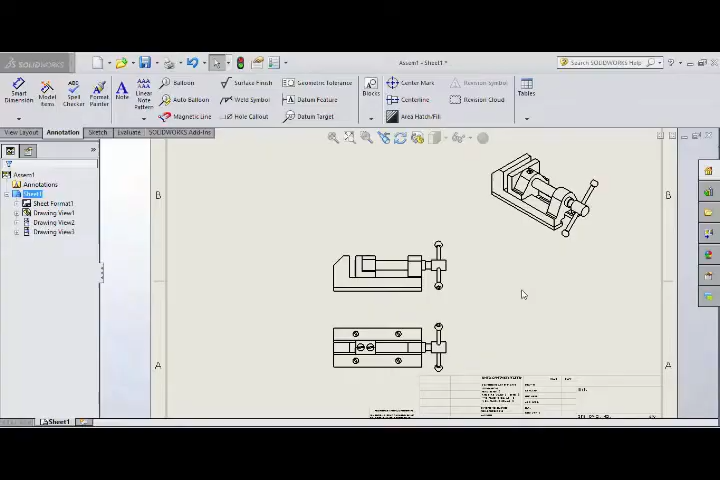 SOLIDWORKS
Assem1 - Sheet1 *
Search SOLIDWORKS Help
Smart Dimension
Model Items
Spell Checker
Format Painter
Note
Linear Note Pattern
Balloon
Auto Balloon
Magnetic Line
Surface Finish
Weld Symbol
Hole Callout
Geometric Tolerance
Datum Feature
Datum Target
Blocks
Center Mark
Centerline
Area Hatch/Fill
Revision Symbol
Revision Cloud
Tables
View Layout
Annotation
Sketch
Evaluate
SOLIDWORKS Add-Ins
Assem1
Annotations
Sheet1
Sheet Format1
Drawing View1
Drawing View2
Drawing View3
B
B
A
A
Sheet1